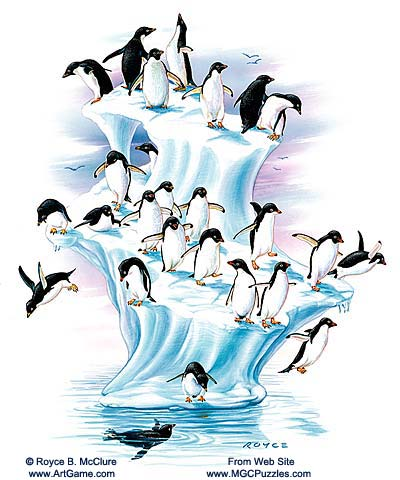 ROYCE
© Royce B. McClure
www.ArtGame.com
From Web Site
www.MGCPuzzles.com